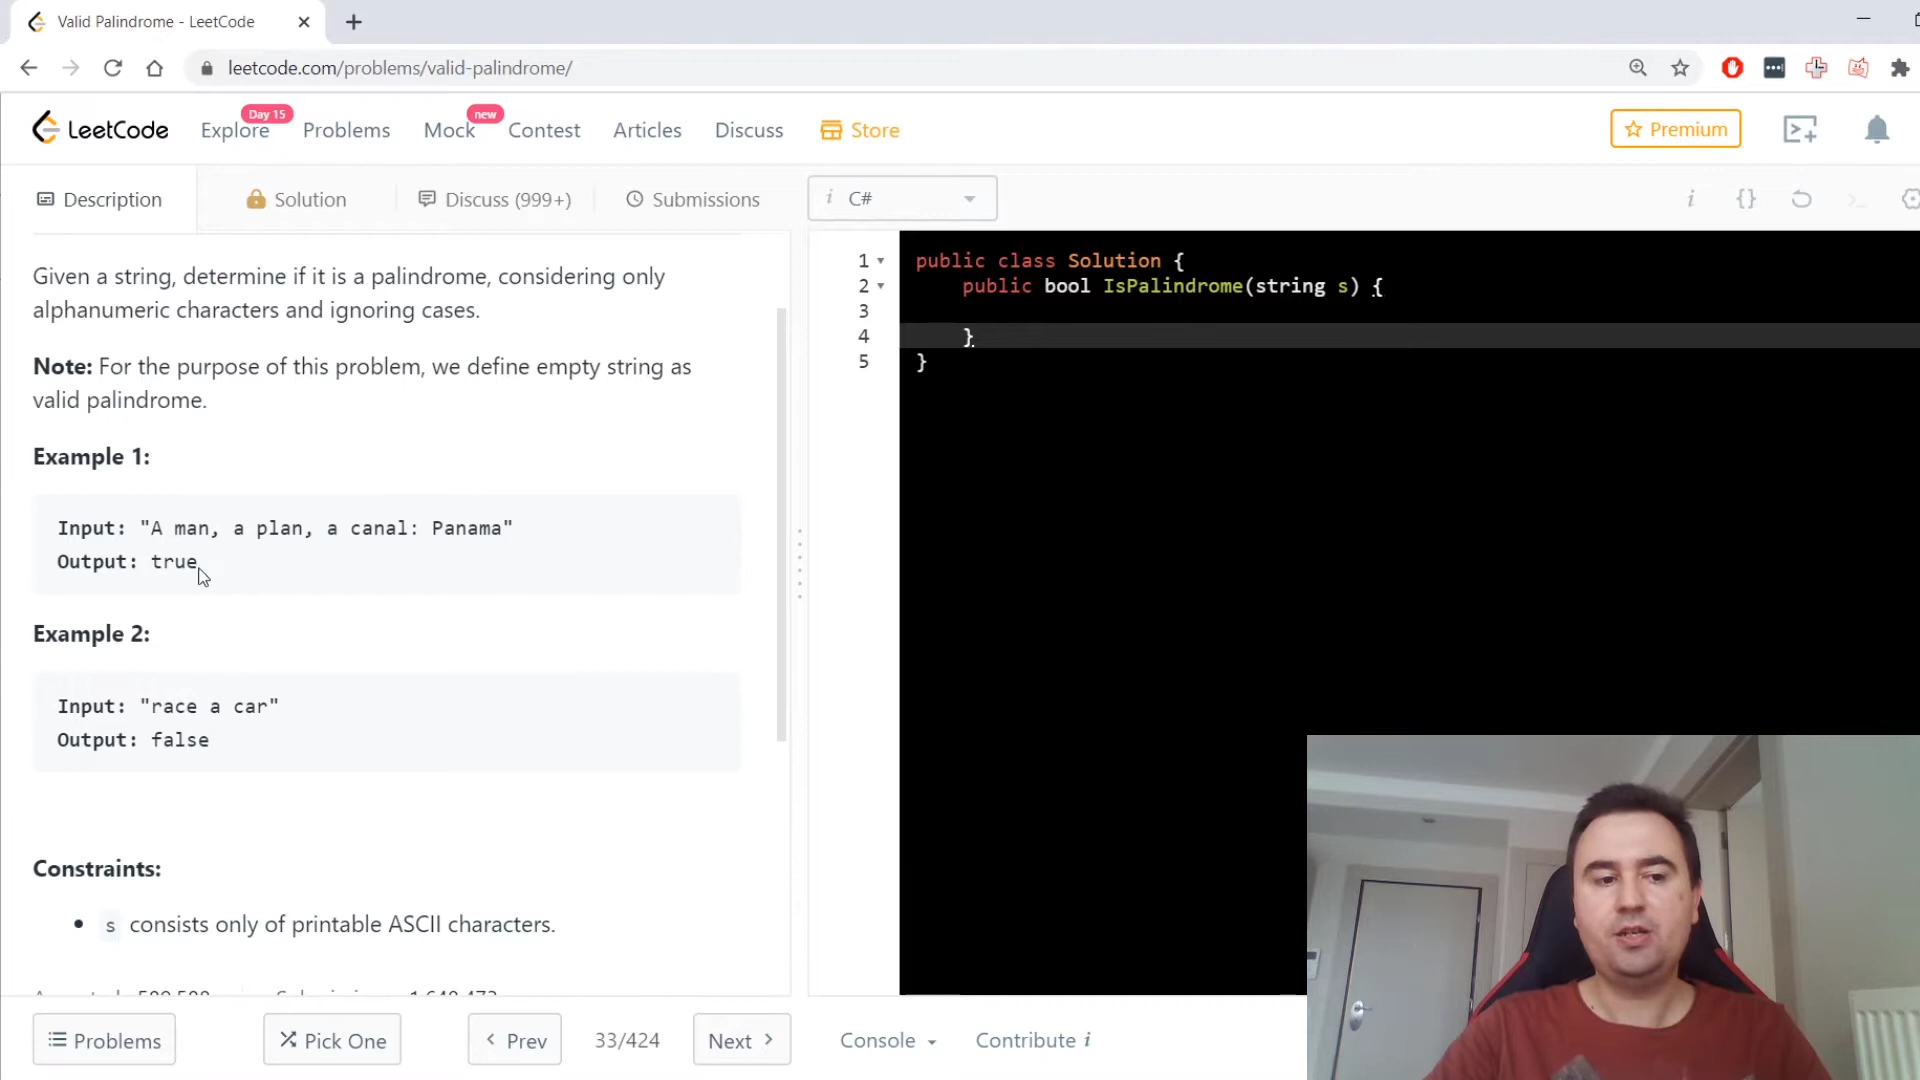 Valid Palindrome - LeetCode
leetcode.com/problems/valid-palindrome/
LeetCode
Explore
Day 15
Problems
Mock
new
Contest
Articles
Discuss
Store
Premium
Description
Solution
Discuss (999+)
Submissions
i C#
Given a string, determine if it is a palindrome, considering only
alphanumeric characters and ignoring cases.
Note: For the purpose of this problem, we define empty string as
valid palindrome.
Example 1:
Input: "A man, a plan, a canal: Panama"
Output: true
Example 2:
Input: "race a car"
Output: false
Constraints:
s consists only of printable ASCII characters.
1 public class Solution {
2 public bool IsPalindrome(string s) {
3
4 }
5 }
Problems
Pick One
Prev
33/424
Next
Console
Contribute i